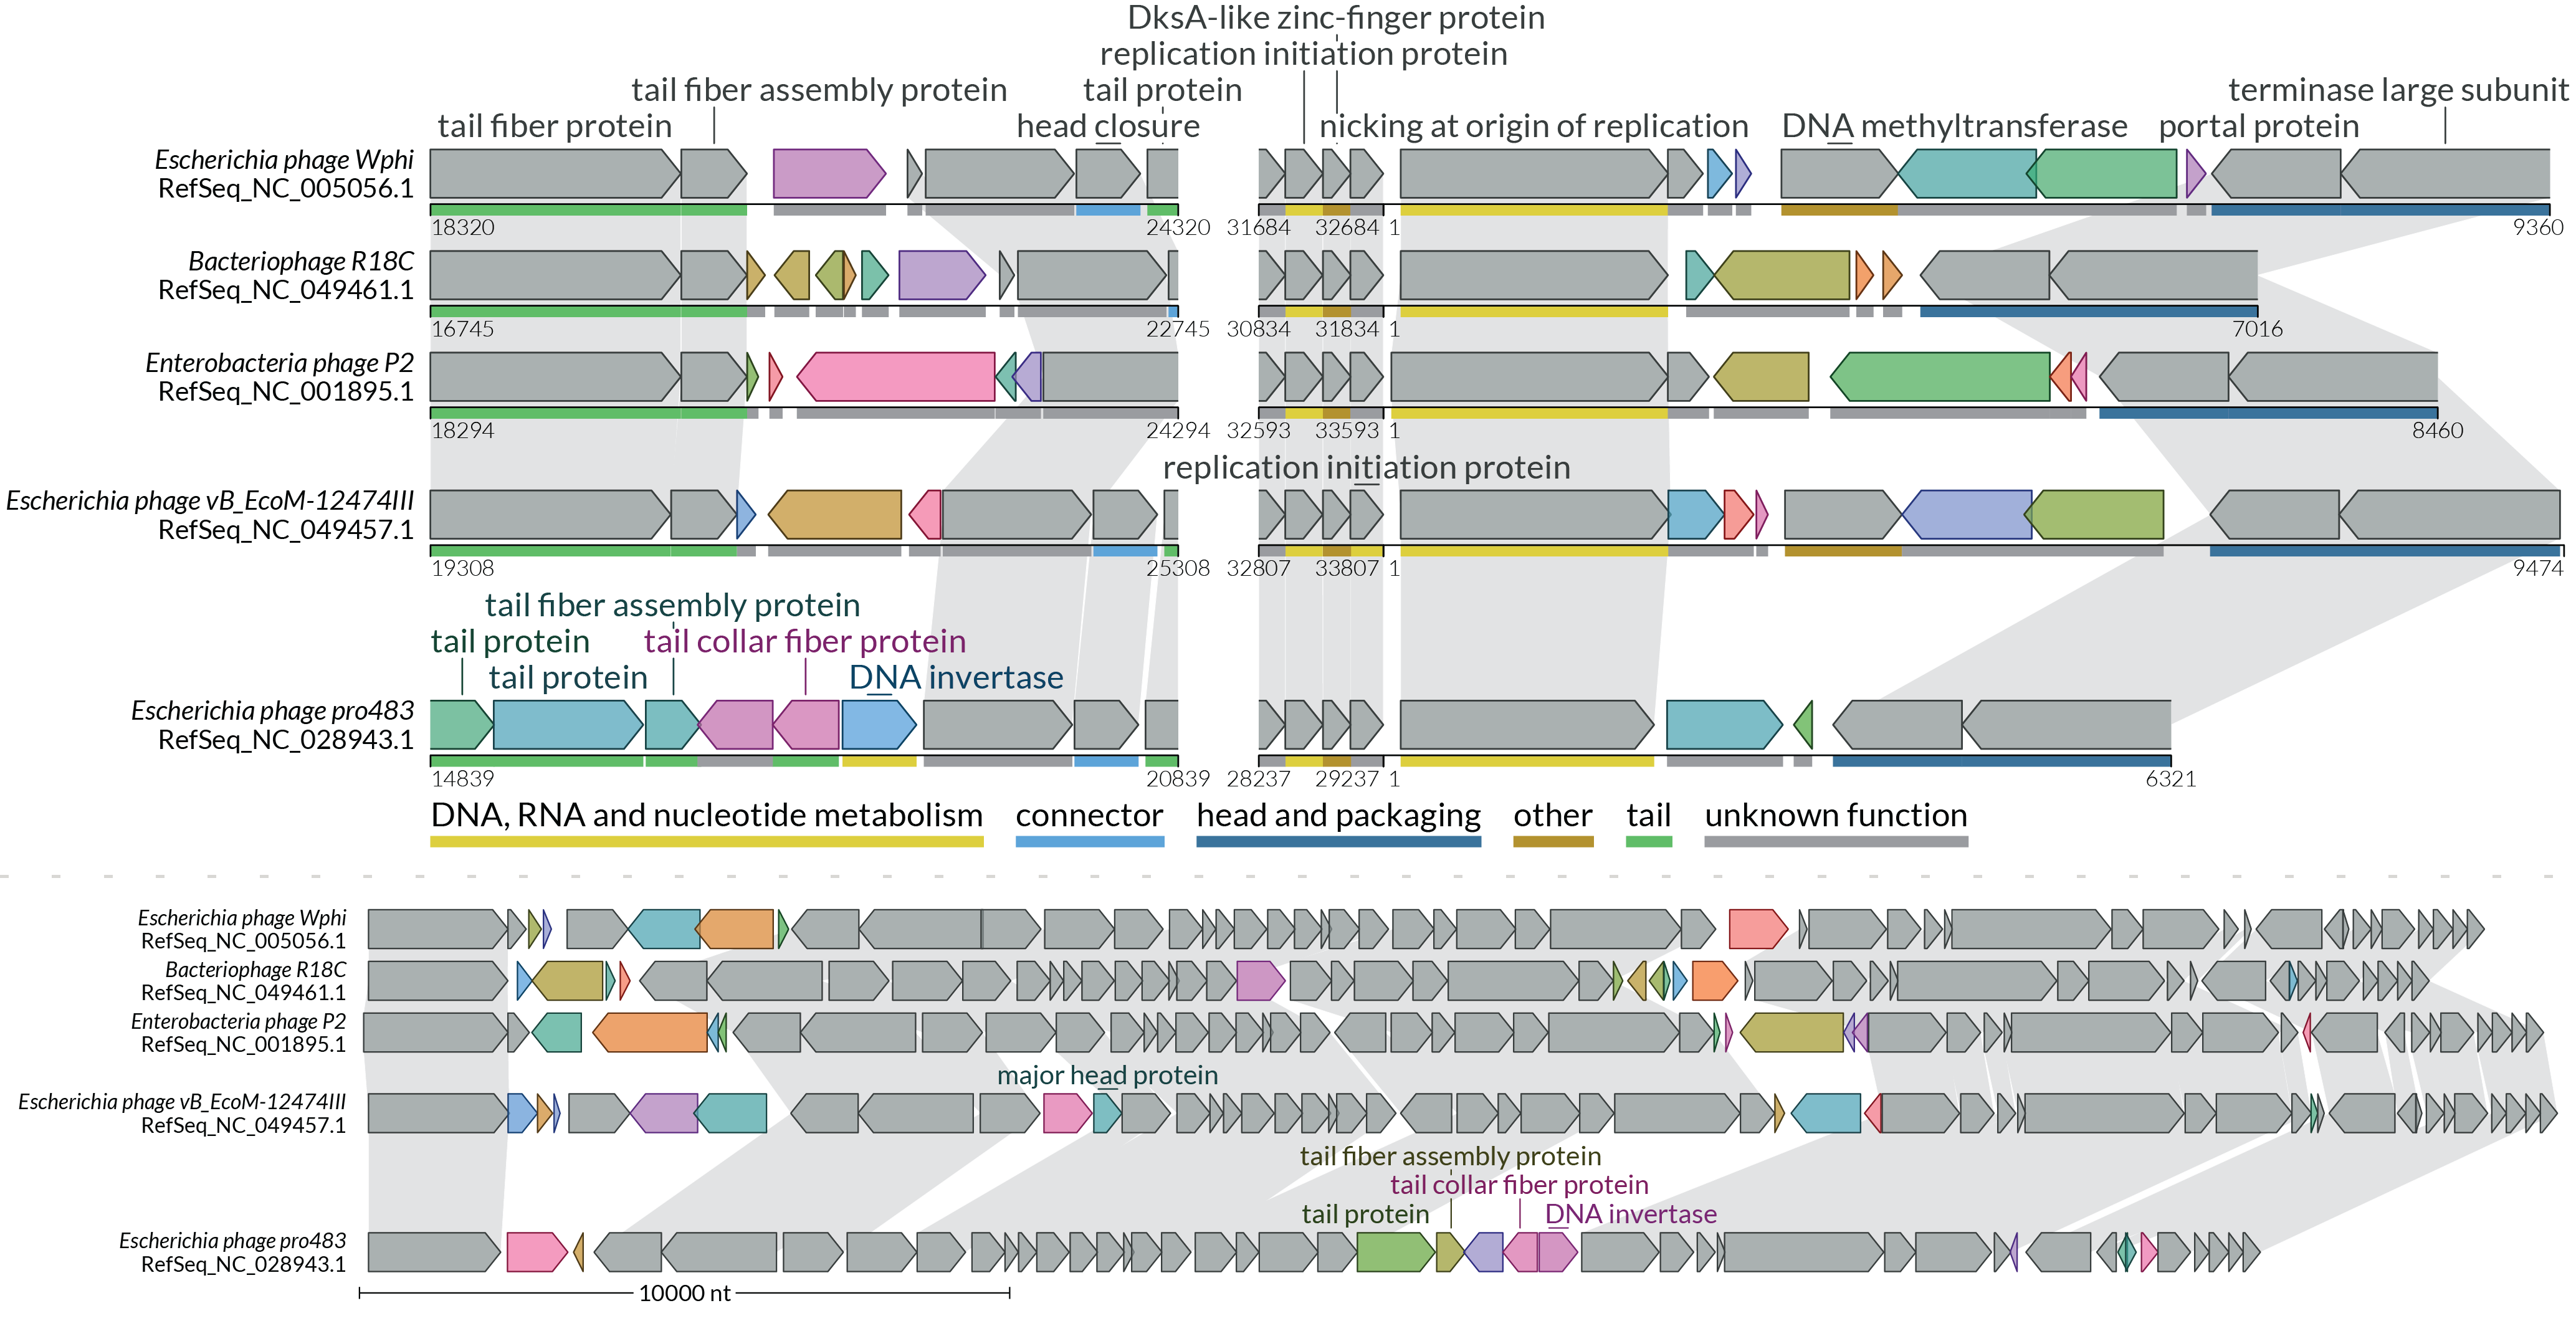 DksA-like zinc-finger protein
replication initiation protein
tail fiber assembly protein
tail protein
terminase large subunit
tail fiber protein
head closure
nicking at origin of replication
DNA methyltransferase
portal protein
Escherichia phage Wphi
RefSeq_NC_005056.1
18320
24320
31684
32684
1
9360
Bacteriophage R18C
RefSeq_NC_049461.1
16745
22745
30834
31834
1
7016
Enterobacteria phage P2
RefSeq_NC_001895.1
18294
24294
32593
33593
1
8460
replication initiation protein
Escherichia phage vB_EcoM-12474III
RefSeq_NC_049457.1
19308
25308
32807
33807
1
9474
tail fiber assembly protein
tail protein
tail collar fiber protein
tail protein
DNA invertase
Escherichia phage pro483
RefSeq_NC_028943.1
14839
20839
28237
29237
1
6321
DNA, RNA and nucleotide metabolism
connector
head and packaging
other
tail
unknown function
Escherichia phage Wphi
RefSeq_NC_005056.1
Bacteriophage R18C
RefSeq_NC_049461.1
Enterobacteria phage P2
RefSeq_NC_001895.1
major head protein
Escherichia phage vB_EcoM-12474III
RefSeq_NC_049457.1
tail fiber assembly protein
tail collar fiber protein
tail protein
DNA invertase
Escherichia phage pro483
RefSeq_NC_028943.1
10000 nt